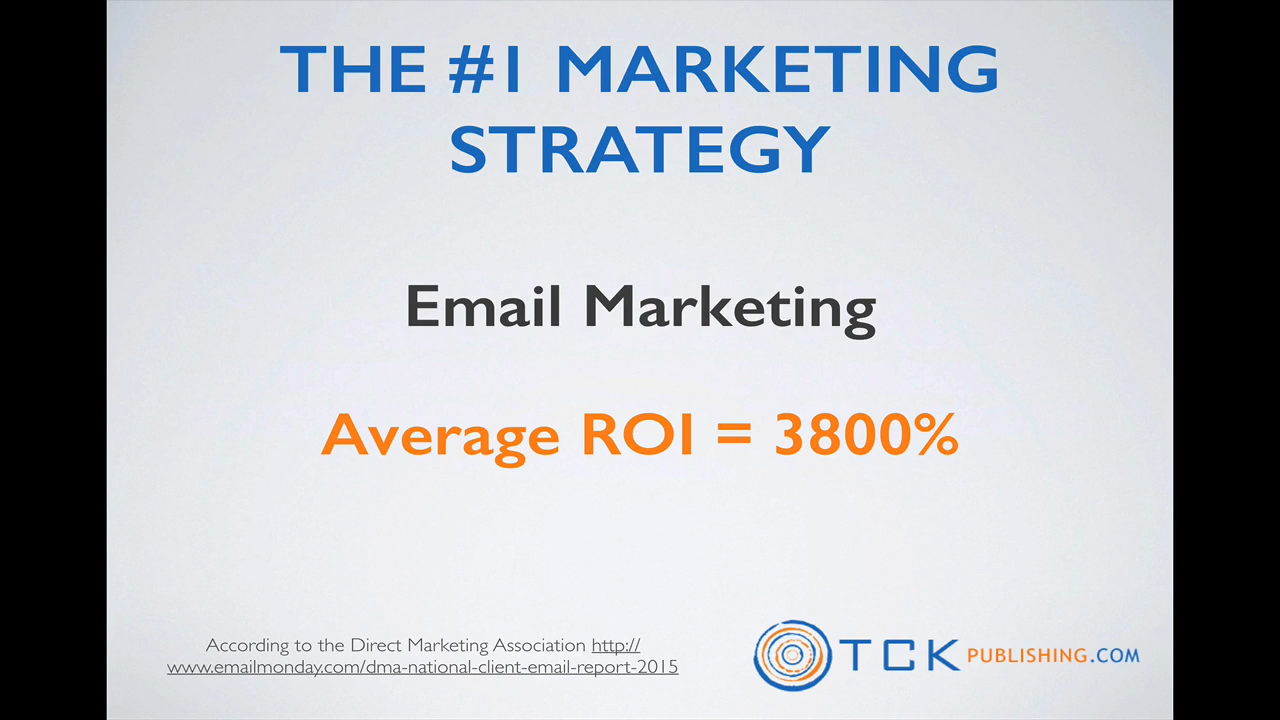 THE #1 MARKETING
STRATEGY
Email Marketing
Average ROI = 3800%
According to the Direct Marketing Association http://
www.emailmonday.com/dma-national-client-email-report-2015
TCK PUBLISHING.COM